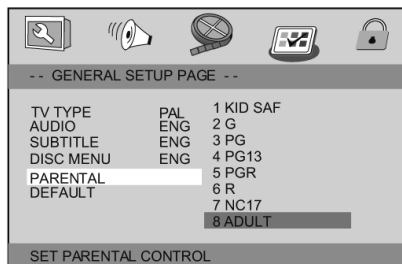 -- GENERAL SETUP PAGE --
TV TYPE PAL
AUDIO ENG
SUBTITLE ENG
DISC MENU ENG
PARENTAL
DEFAULT
1 KID SAF
2 G
3 PG
4 PG13
5 PGR
6 R
7 NC17
8 ADULT
SET PARENTAL CONTROL